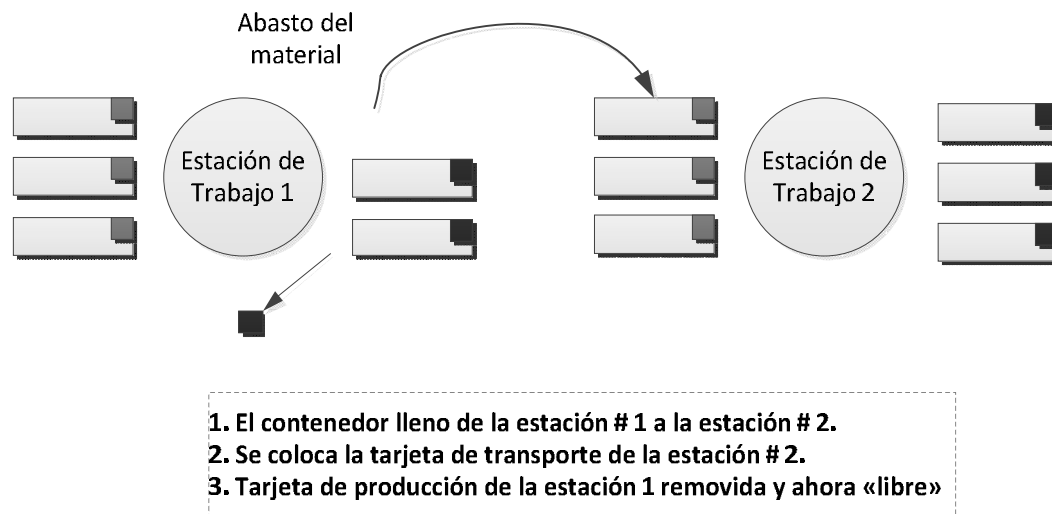 Abasto del
material
Estación de
Trabajo 1
Estación de
Trabajo 2
1. El contenedor lleno de la estación # 1 a la estación # 2.
2. Se coloca la tarjeta de transporte de la estación # 2.
3. Tarjeta de producción de la estación 1 removida y ahora «libre»